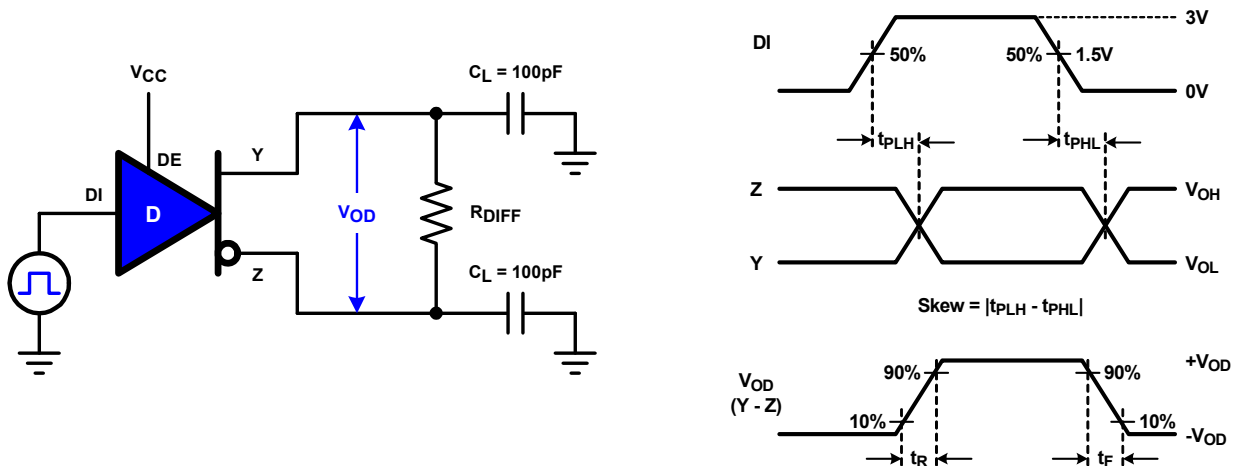 VCC
DE
DI
D
Y
Z
VOD
RDIFF
CL = 100pF
CL = 100pF
DI
3V
50%
50%
1.5V
0V
tPLH
tPHL
Z
VOH
Y
VOL
Skew = |tPLH - tPHL|
VOD
(Y - Z)
90%
90%
+VOD
10%
10%
-VOD
tR
tF